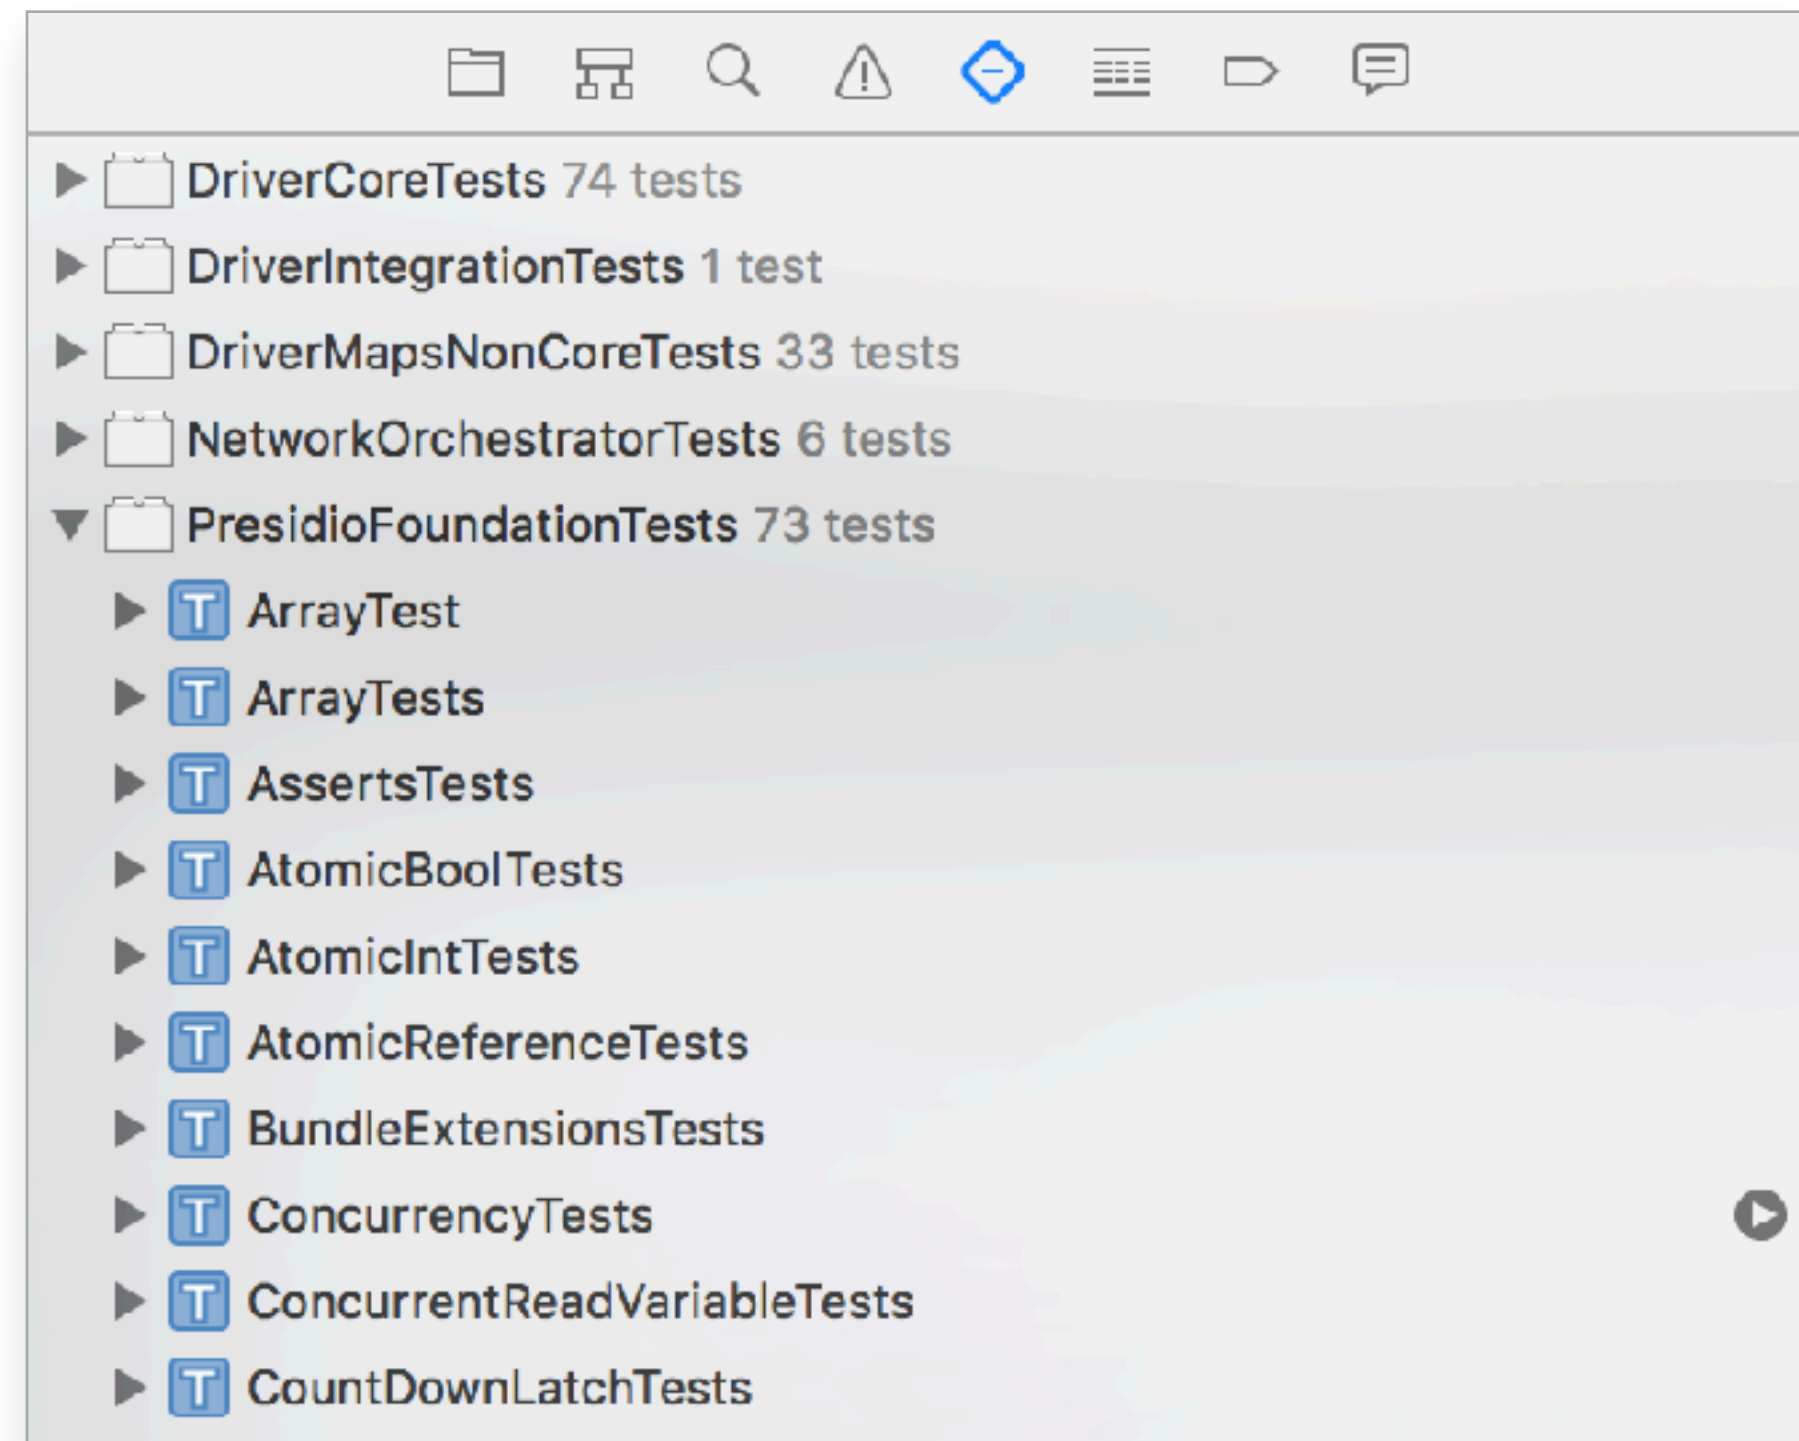 DriverCoreTests 74 tests
DriverIntegrationTests 1 test
DriverMapsNonCoreTests 33 tests
NetworkOrchestratorTests 6 tests
PresidioFoundationTests 73 tests
T ArrayTest
T ArrayTests
T AssertsTests
T AtomicBoolTests
T AtomicIntTests
T AtomicReferenceTests
T BundleExtensionsTests
T ConcurrencyTests
T ConcurrentReadVariableTests
T CountDownLatchTests